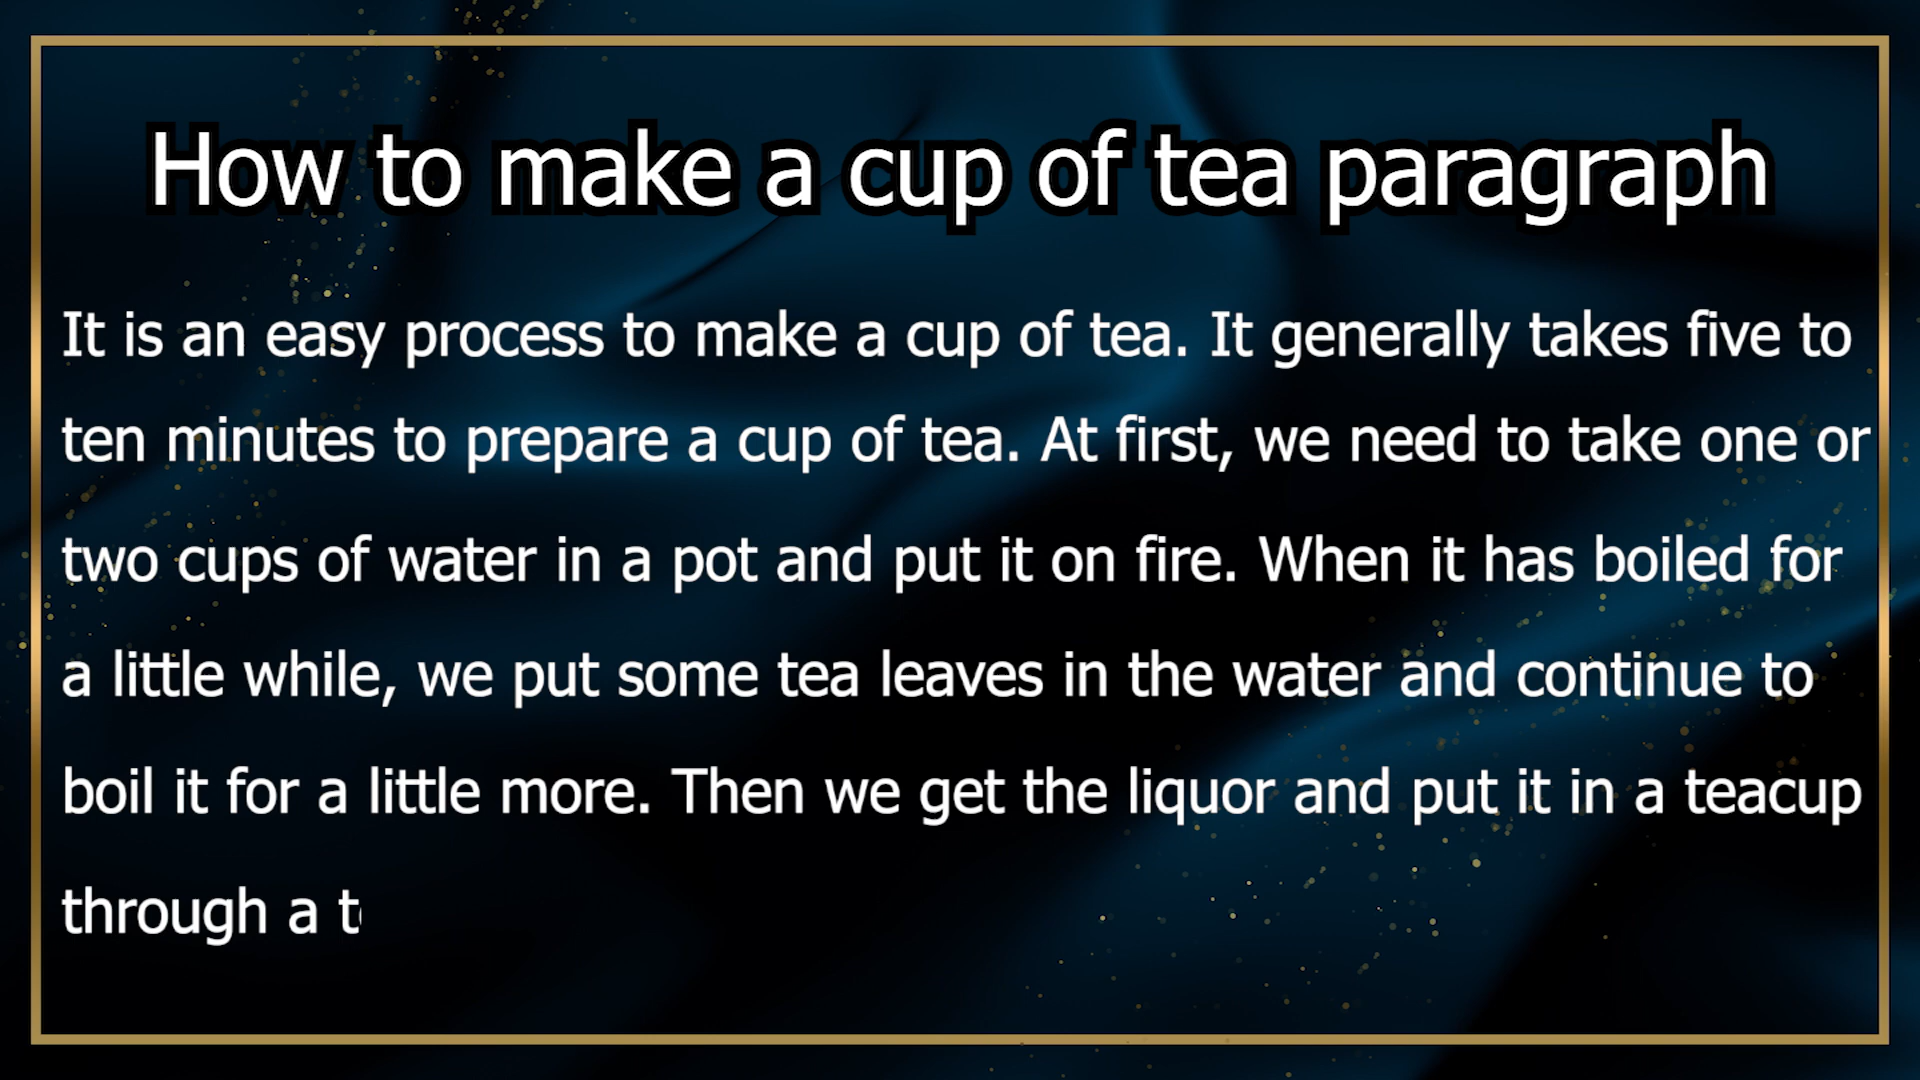 How to make a cup of tea paragraph
It is an easy process to make a cup of tea. It generally takes five to
ten minutes to prepare a cup of tea. At first, we need to take one or
two cups of water in a pot and put it on fire. When it has boiled for
a little while, we put some tea leaves in the water and continue to
boil it for a little more. Then we get the liquor and put it in a teacup
through a